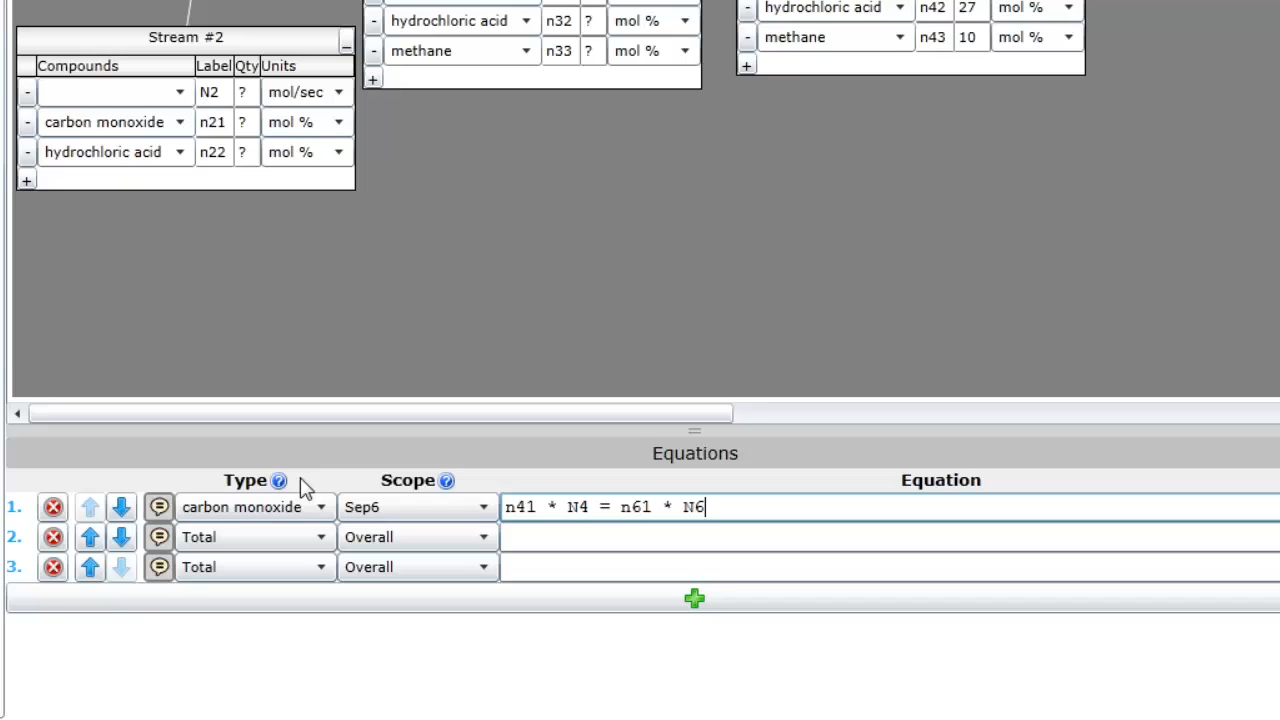 hydrochloric acid n32 ? mol %
methane n33 ? mol %
+
hydrochloric acid n42 27 mol %
- methane n43 10 mol %
+
Stream #2 _
Compounds Label Qty Units
- N2 ? mol/sec
- carbon monoxide n21 ? mol %
- hydrochloric acid n22 ? mol %
+
Equations
Type ? Scope ? Equation
1. carbon monoxide Sep6 n41 * N4 = n61 * N6
2. Total Overall
3. Total Overall